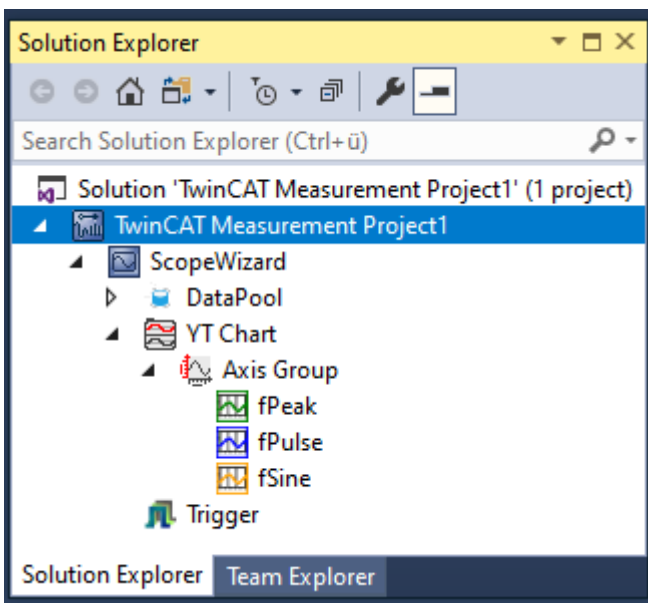 Solution Explorer
Search Solution Explorer (Ctrl+ü)
Solution 'TwinCAT Measurement Project1' (1 project)
TwinCAT Measurement Project1
ScopeWizard
DataPool
YT Chart
Axis Group
fPeak
fPulse
fSine
Trigger
Solution Explorer Team Explorer